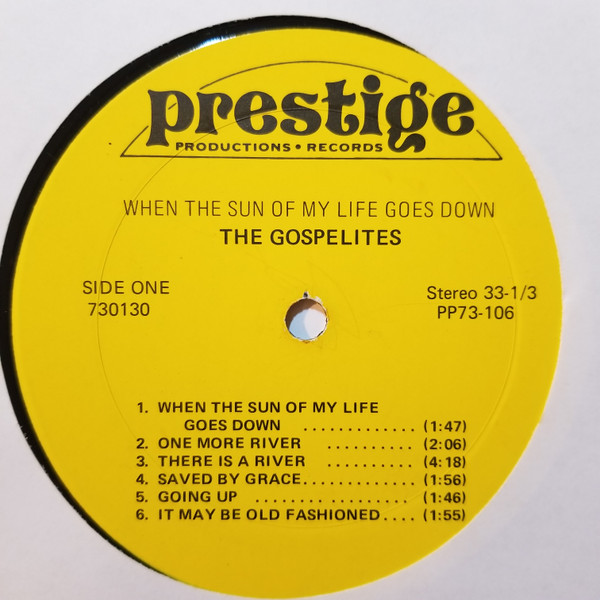 prestige
PRODUCTIONS • RECORDS
WHEN THE SUN OF MY LIFE GOES DOWN
THE GOSPELITES
SIDE ONE
730130
Stereo 33-1/3
PP73-106
1. WHEN THE SUN OF MY LIFE
GOES DOWN ............. (1:47)
2. ONE MORE RIVER .......... (2:06)
3. THERE IS A RIVER .......... (4:18)
4. SAVED BY GRACE............. (1:56)
5. GOING UP .................. (1:46)
6. IT MAY BE OLD FASHIONED.... (1:55)